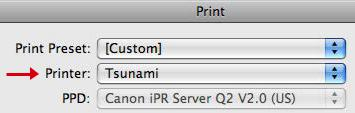 Print
Print Preset: [Custom]
Printer: Tsunami
PPD: Canon iPR Server Q2 V2.0 (US)